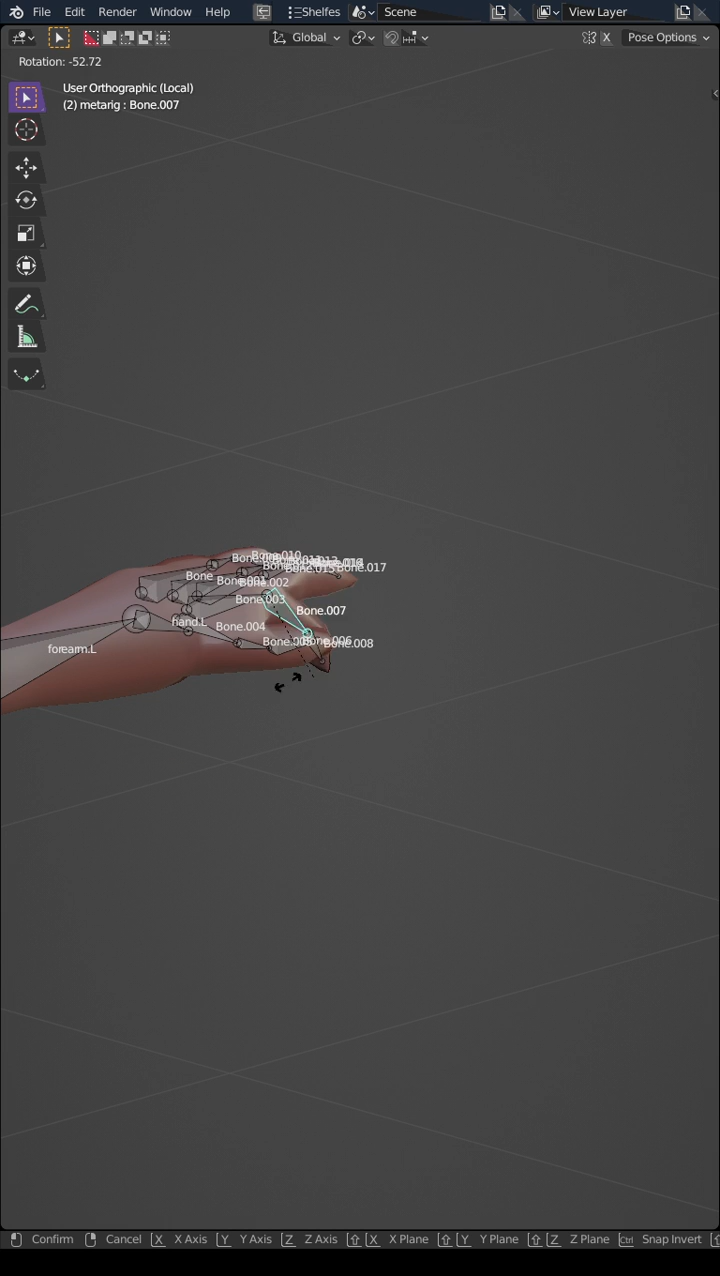 File Edit Render Window Help Shelfes Scene View Layer
Global X Pose Options
Rotation: -52.72
User Orthographic (Local)
(2) metarig : Bone.007
Bone.010
Bone.017
Bone Bone.001 Bone.002
Bone.003 Bone.007
hand.L Bone.004
Bone.006 Bone.008
forearm.L
Confirm Cancel X X Axis Y Y Axis Z Z Axis X X Plane Y Y Plane Z Z Plane Ctrl Snap Invert